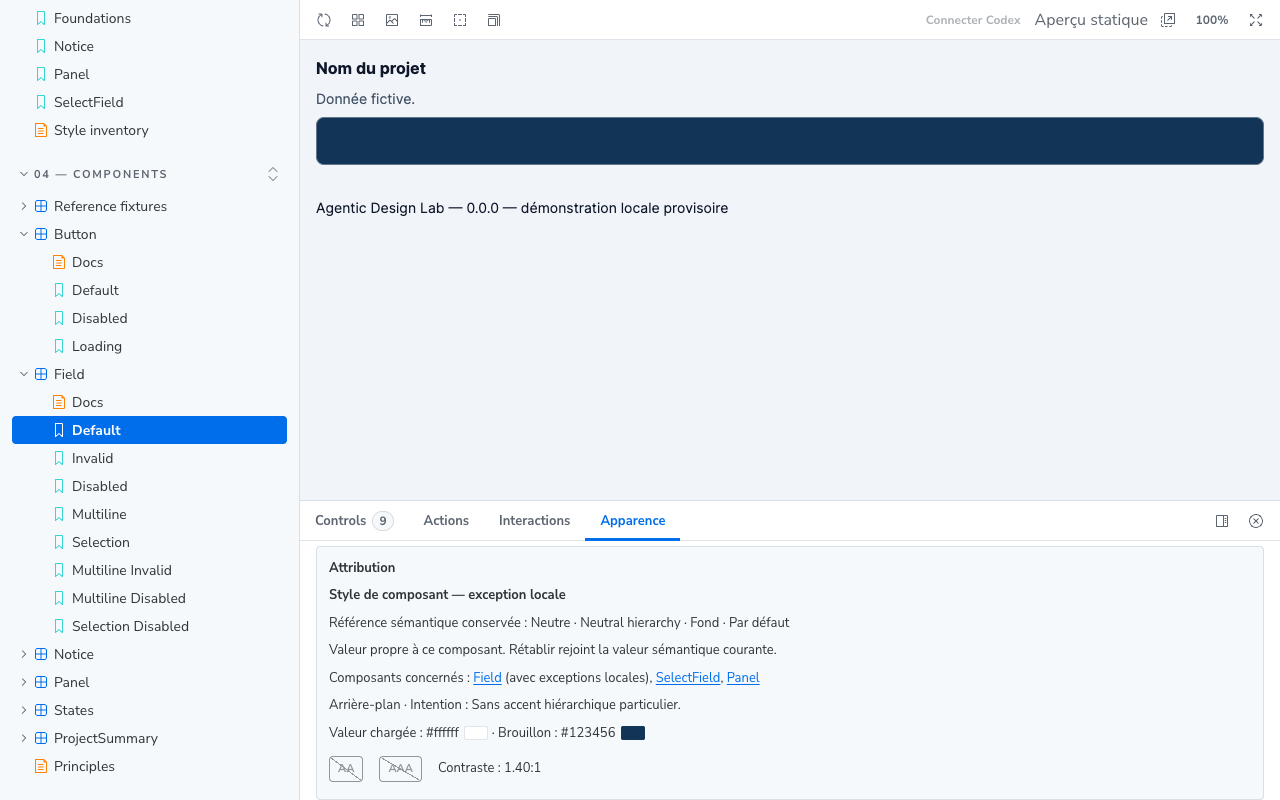 Foundations
Notice
Panel
SelectField
Style inventory
04 — COMPONENTS
Reference fixtures
Button
Docs
Default
Disabled
Loading
Field
Docs
Default
Invalid
Disabled
Multiline
Selection
Multiline Invalid
Multiline Disabled
Selection Disabled
Notice
Panel
States
ProjectSummary
Principles
Connecter Codex Aperçu statique 100%
Nom du projet
Donnée fictive.
Agentic Design Lab — 0.0.0 — démonstration locale provisoire
Controls 9 Actions Interactions Apparence
Attribution
Style de composant — exception locale
Référence sémantique conservée : Neutre · Neutral hierarchy · Fond · Par défaut
Valeur propre à ce composant. Rétablir rejoint la valeur sémantique courante.
Composants concernés : Field (avec exceptions locales), SelectField, Panel
Arrière-plan · Intention : Sans accent hiérarchique particulier.
Valeur chargée : #ffffff · Brouillon : #123456
AA AAA Contraste : 1.40:1